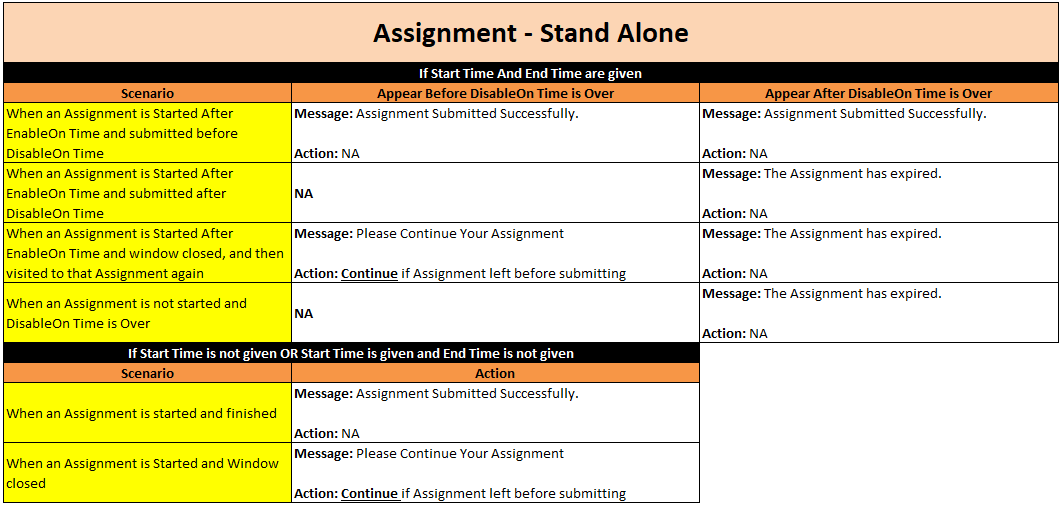 Assignment - Stand Alone
If Start Time And End Time are given
Scenario
Appear Before DisableOn Time is Over
Appear After DisableOn Time is Over
When an Assignment is Started After
EnableOn Time and submitted before
DisableOn Time
Message: Assignment Submitted Successfully.
Action: NA
Message: Assignment Submitted Successfully.
Action: NA
When an Assignment is Started After
EnableOn Time and submitted after
DisableOn Time
NA
Message: The Assignment has expired.
Action: NA
When an Assignment is Started After
EnableOn Time and window closed, and then
visited to that Assignment again
Message: Please Continue Your Assignment
Action: Continue if Assignment left before submitting
Message: The Assignment has expired.
Action: NA
When an Assignment is not started and
DisableOn Time is Over
NA
Message: The Assignment has expired.
Action: NA
If Start Time is not given OR Start Time is given and End Time is not given
Scenario
Action
When an Assignment is started and finished
Message: Assignment Submitted Successfully.
Action: NA
When an Assignment is Started and Window
closed
Message: Please Continue Your Assignment
Action: Continue if Assignment left before submitting